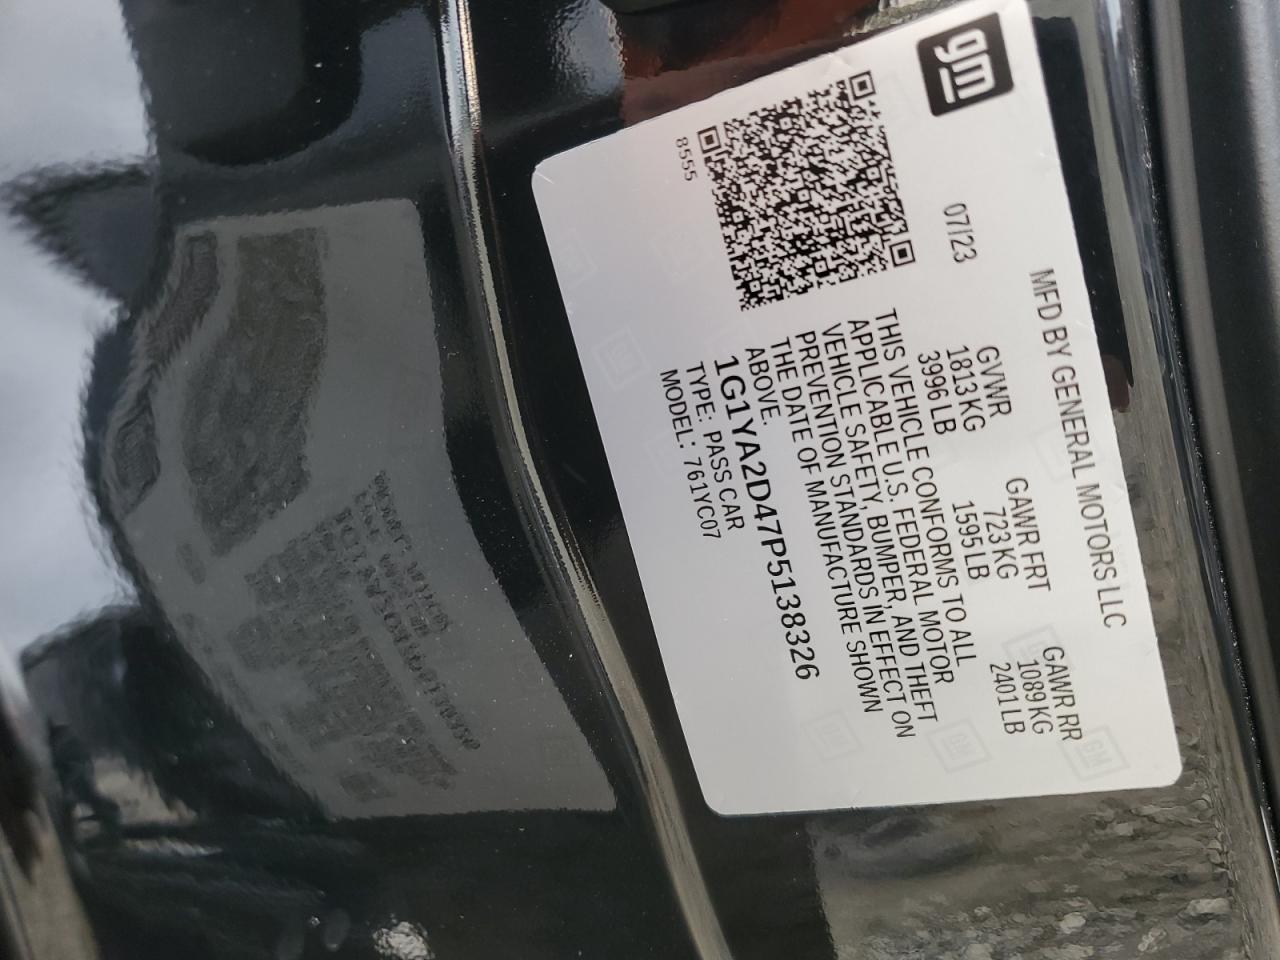 gm
MFD BY GENERAL MOTORS LLC
07/23
GVWR GAWR FRT GAWR RR
1813 KG 723 KG 1089 KG
3996 LB 1595 LB 2401 LB
THIS VEHICLE CONFORMS TO ALL
APPLICABLE U.S. FEDERAL MOTOR
VEHICLE SAFETY, BUMPER, AND THEFT
PREVENTION STANDARDS IN EFFECT ON
THE DATE OF MANUFACTURE SHOWN
ABOVE.
1G1YA2D47P5138326
TYPE: PASS CAR
MODEL: 761YC07
8555